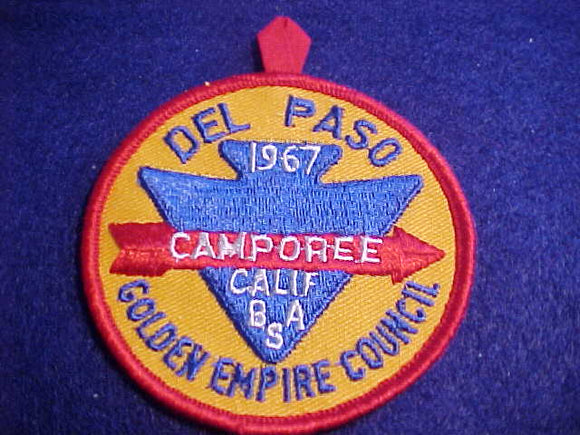 DEL PASO
1967
CAMPOREE
CALIF
BSA
GOLDEN EMPIRE COUNCIL